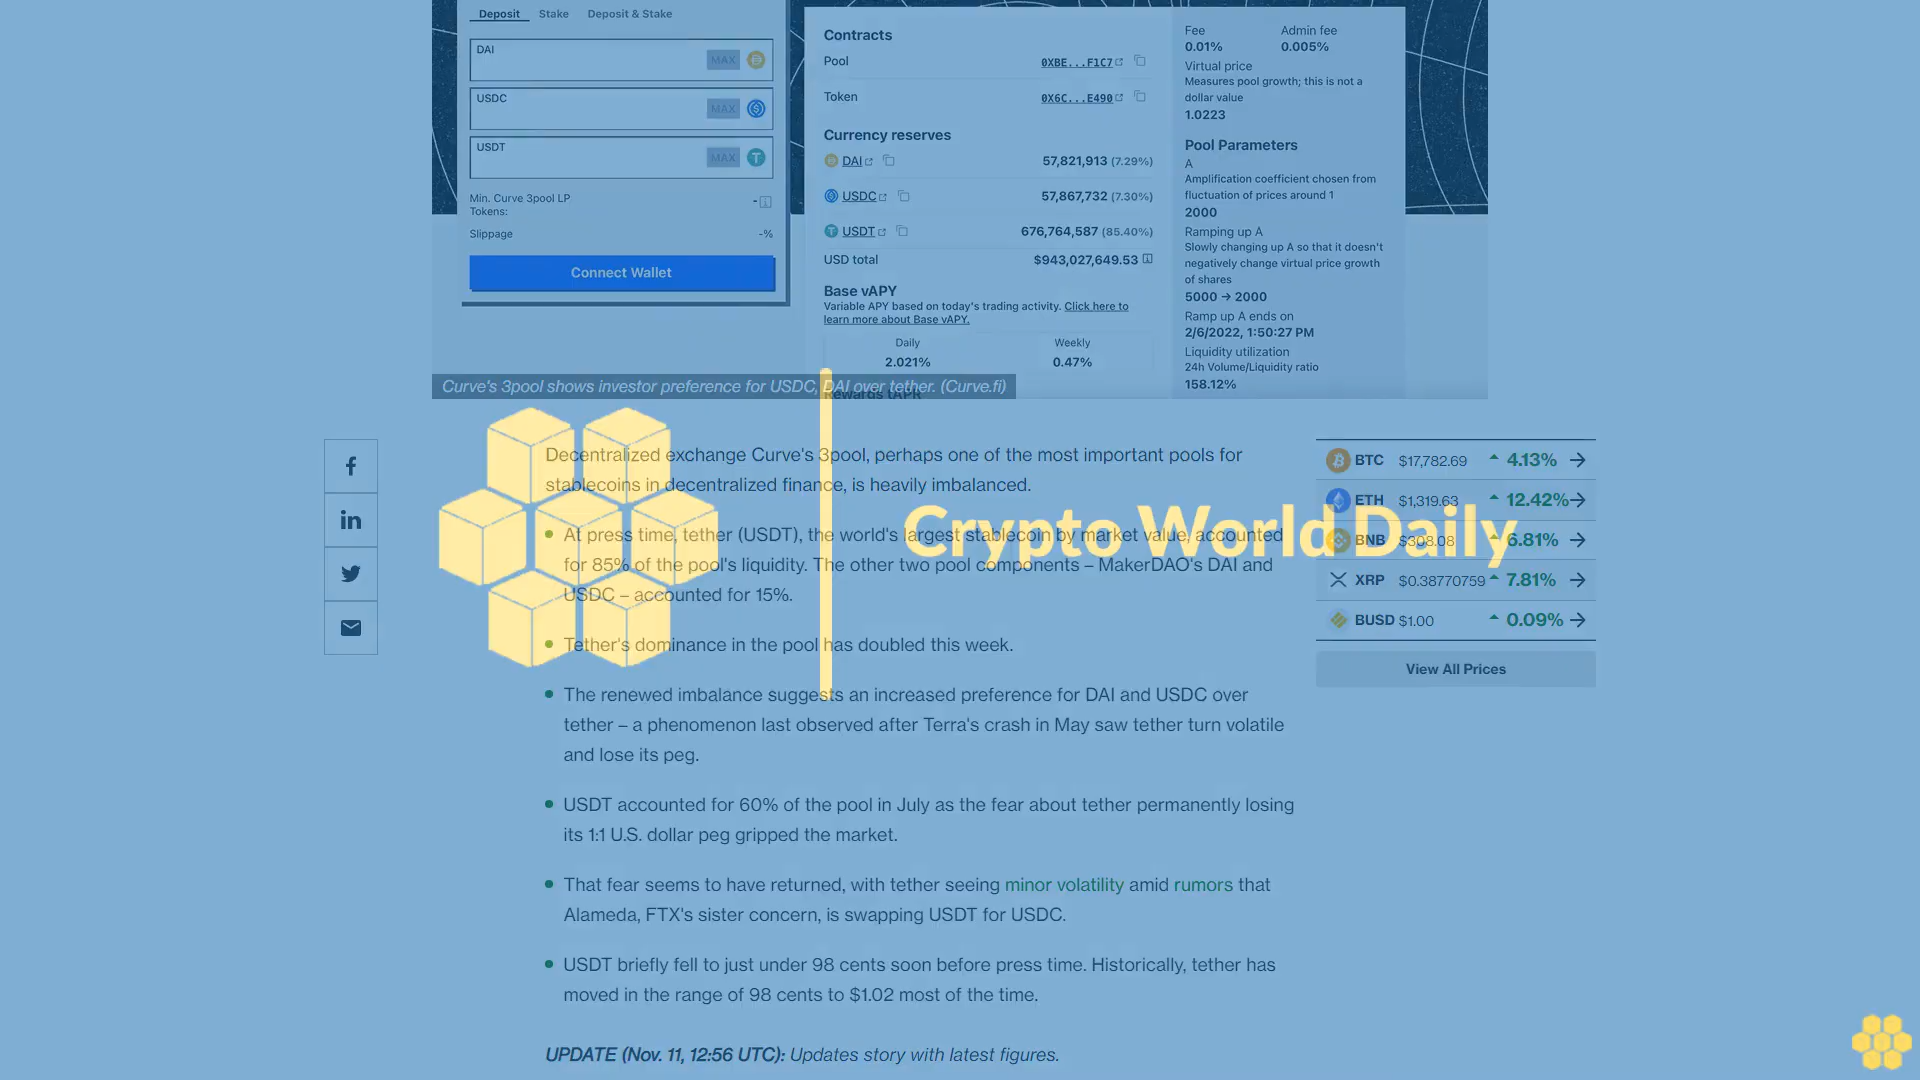 Deposit Stake Deposit & Stake
DAI
MAX
USDC
MAX
USDT
MAX
Min. Curve 3pool LP
Tokens:
-
Slippage
-%
Connect Wallet
Contracts
Pool 0XBE...F1C7
Token 0X6C...E490
Currency reserves
DAI 57,821,913 (7.29%)
USDC 57,867,732 (7.30%)
USDT 676,764,587 (85.40%)
USD total $943,027,649.53
Base vAPY
Variable APY based on today's trading activity. Click here to
learn more about Base vAPY.
Daily Weekly
2.021% 0.47%
Rewards tAPR
Fee Admin fee
0.01% 0.005%
Virtual price
Measures pool growth; this is not a
dollar value
1.0223
Pool Parameters
A
Amplification coefficient chosen from
fluctuation of prices around 1
2000
Ramping up A
Slowly changing up A so that it doesn't
negatively change virtual price growth
of shares
5000 → 2000
Ramp up A ends on
2/6/2022, 1:50:27 PM
Liquidity utilization
24h Volume/Liquidity ratio
158.12%
Curve's 3pool shows investor preference for USDC, DAI over tether. (Curve.fi)
Decentralized exchange Curve's 3pool, perhaps one of the most important pools for
stablecoins in decentralized finance, is heavily imbalanced.
At press time, tether (USDT), the world's largest stablecoin by market value, accounted
for 85% of the pool's liquidity. The other two pool components – MakerDAO's DAI and
USDC – accounted for 15%.
Tether's dominance in the pool has doubled this week.
The renewed imbalance suggests an increased preference for DAI and USDC over
tether – a phenomenon last observed after Terra's crash in May saw tether turn volatile
and lose its peg.
USDT accounted for 60% of the pool in July as the fear about tether permanently losing
its 1:1 U.S. dollar peg gripped the market.
That fear seems to have returned, with tether seeing minor volatility amid rumors that
Alameda, FTX's sister concern, is swapping USDT for USDC.
USDT briefly fell to just under 98 cents soon before press time. Historically, tether has
moved in the range of 98 cents to $1.02 most of the time.
UPDATE (Nov. 11, 12:56 UTC): Updates story with latest figures.
Crypto World Daily
BTC $17,782.69 4.13%
ETH $1,319.63 12.42%
BNB $308.08 6.81%
XRP $0.38770759 7.81%
BUSD $1.00 0.09%
View All Prices